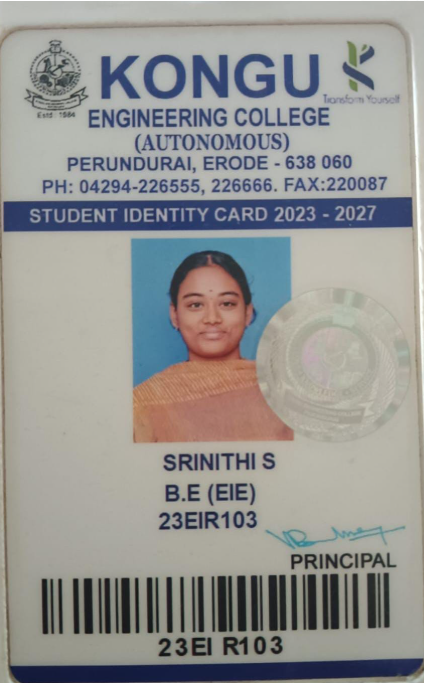 KONGU
Estd : 1984
Transform Yourself
ENGINEERING COLLEGE
(AUTONOMOUS)
PERUNDURAI, ERODE - 638 060
PH: 04294-226555, 226666. FAX:220087
STUDENT IDENTITY CARD 2023 - 2027
SRINITHI S
B.E (EIE)
23EIR103
PRINCIPAL
23EI R103